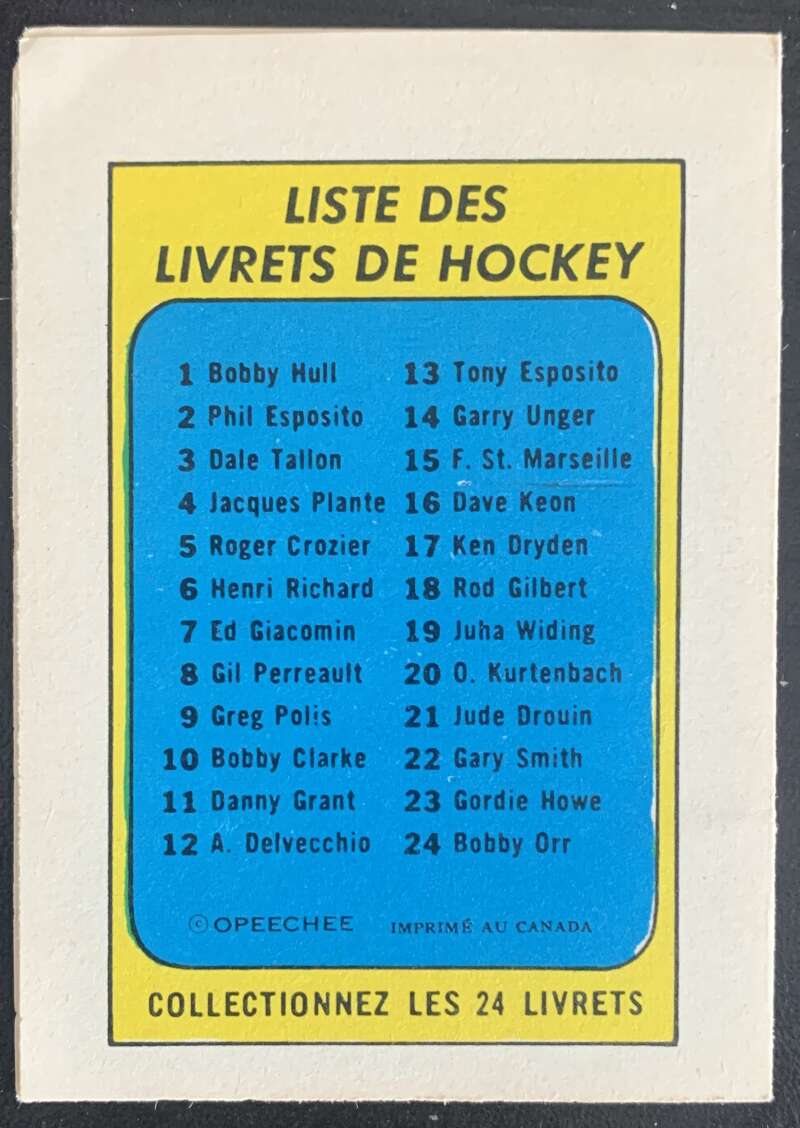 LISTE DES
LIVRETS DE HOCKEY
1 Bobby Hull
2 Phil Esposito
3 Dale Tallon
4 Jacques Plante
5 Roger Crozier
6 Henri Richard
7 Ed Giacomin
8 Gil Perreault
9 Greg Polis
10 Bobby Clarke
11 Danny Grant
12 A. Delvecchio
13 Tony Esposito
14 Garry Unger
15 F. St. Marseille
16 Dave Keon
17 Ken Dryden
18 Rod Gilbert
19 Juha Widing
20 O. Kurtenbach
21 Jude Drouin
22 Gary Smith
23 Gordie Howe
24 Bobby Orr
© OPEECHEE IMPRIMÉ AU CANADA
COLLECTIONNEZ LES 24 LIVRETS